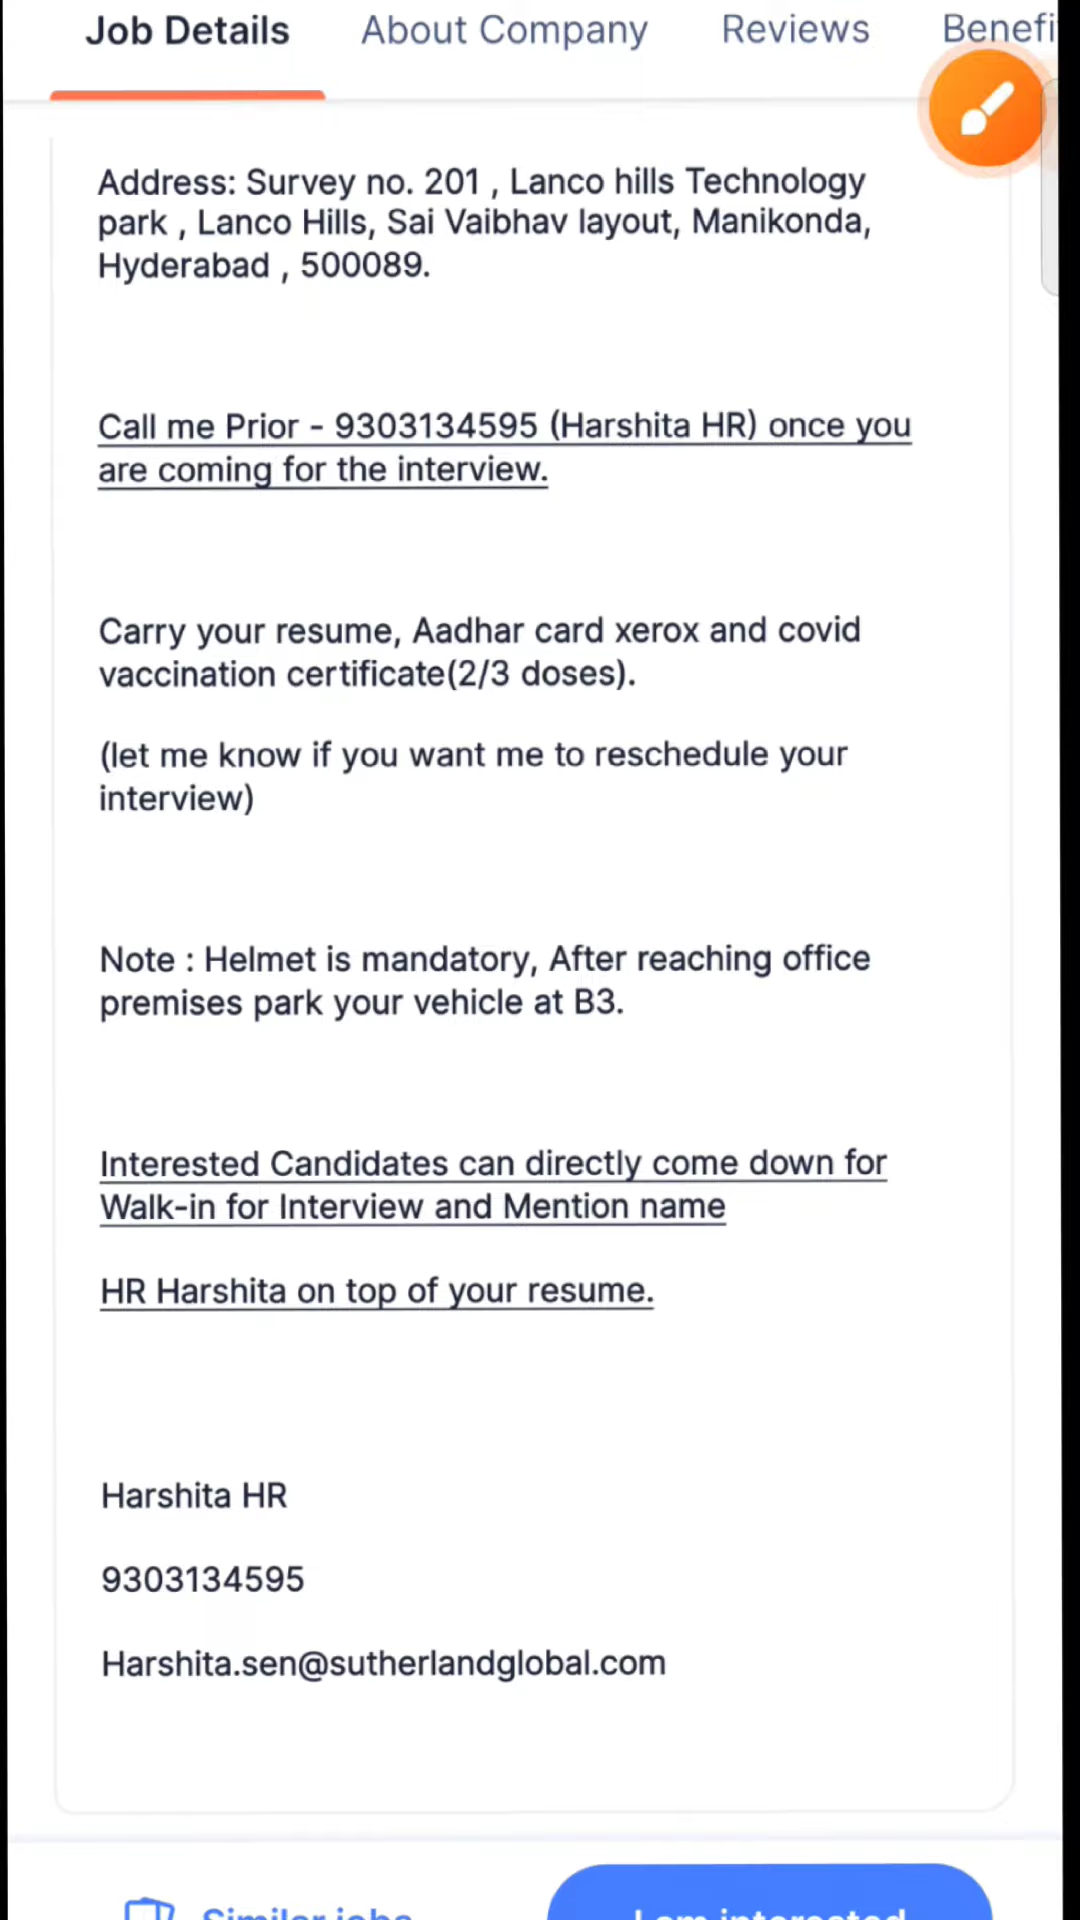 Job Details About Company Reviews Benefi
Address: Survey no. 201 , Lanco hills Technology
park , Lanco Hills, Sai Vaibhav layout, Manikonda,
Hyderabad , 500089.
Call me Prior - 9303134595 (Harshita HR) once you
are coming for the interview.
Carry your resume, Aadhar card xerox and covid
vaccination certificate(2/3 doses).
(let me know if you want me to reschedule your
interview)
Note : Helmet is mandatory, After reaching office
premises park your vehicle at B3.
Interested Candidates can directly come down for
Walk-in for Interview and Mention name
HR Harshita on top of your resume.
Harshita HR
9303134595
Harshita.sen@sutherlandglobal.com
Similar jobs I am interested